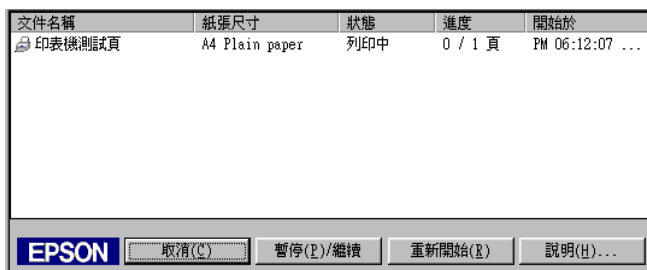 文件名稱 紙張尺寸 狀態 進度 開始於
印表機測試頁 A4 Plain paper 列印中 0 / 1 頁 PM 06:12:07 ...
EPSON 取消(C) 暫停(P)/繼續 重新開始(R) 說明(H)...